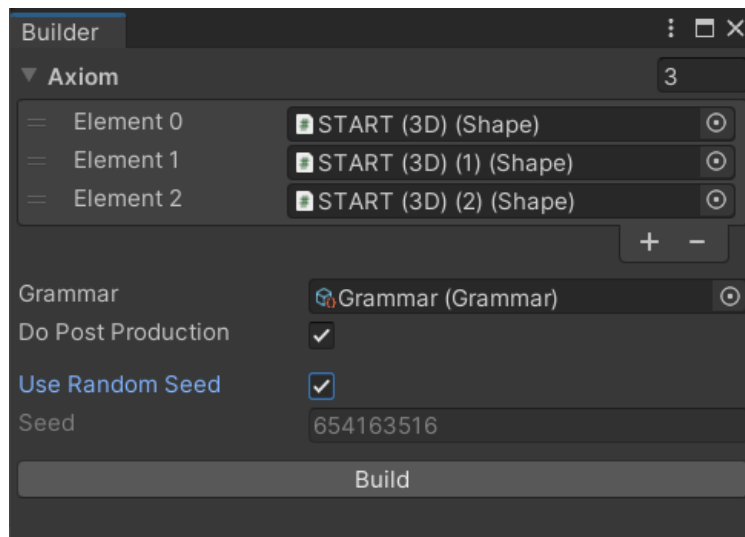 Builder
Axiom 3
Element 0 START (3D) (Shape)
Element 1 START (3D) (1) (Shape)
Element 2 START (3D) (2) (Shape)
+ −
Grammar Grammar (Grammar)
Do Post Production
Use Random Seed
Seed 654163516
Build